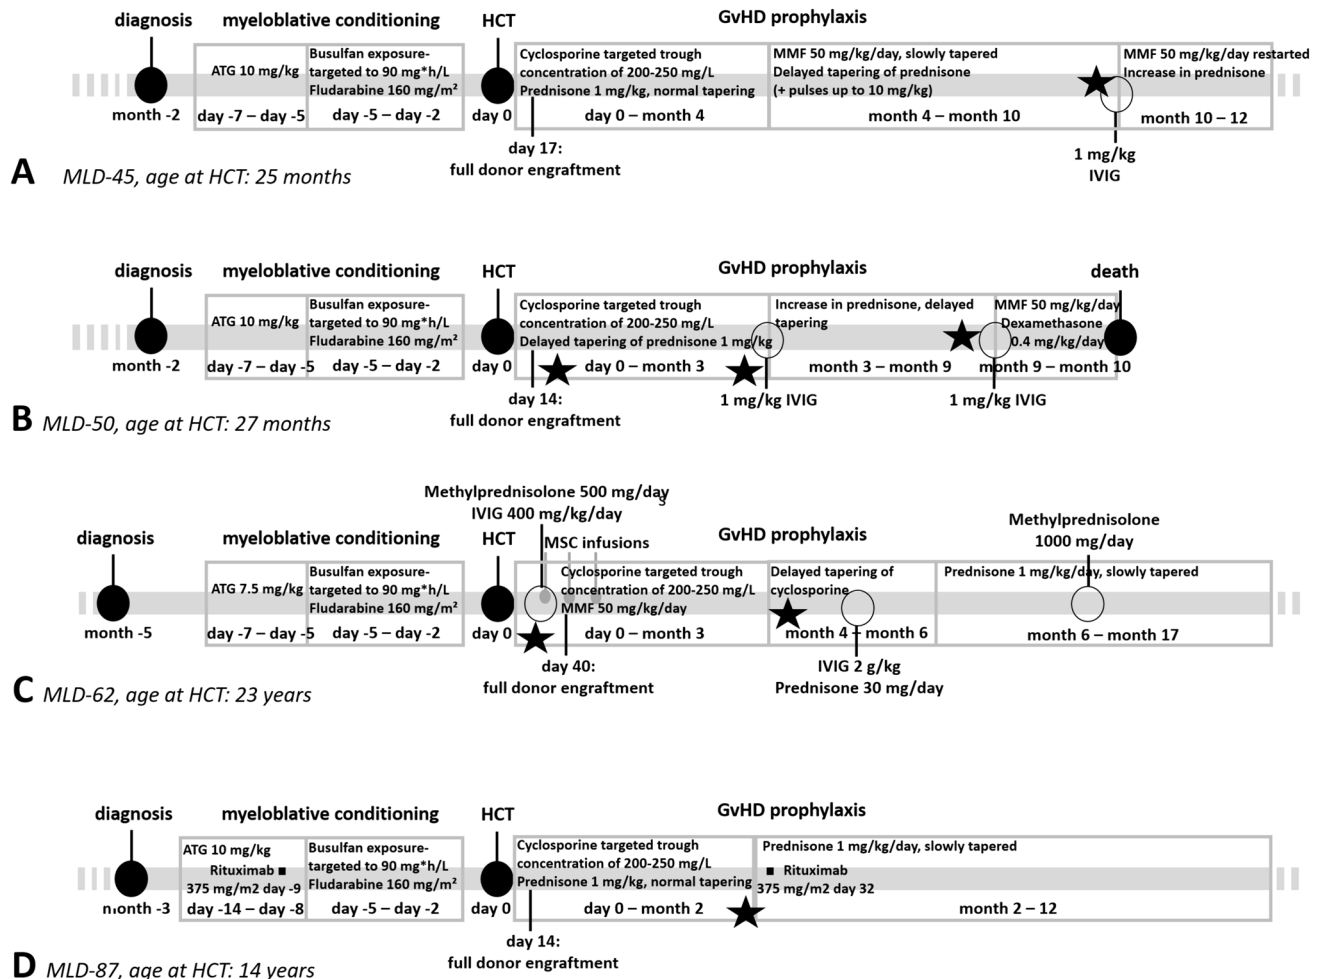 diagnosis myeloblative conditioning HCT GvHD prophylaxis
ATG 10 mg/kg
Busulfan exposure-
targeted to 90 mg*h/L
Fludarabine 160 mg/m²
Cyclosporine targeted trough
concentration of 200-250 mg/L
Prednisone 1 mg/kg, normal tapering
MMF 50 mg/kg/day, slowly tapered
Delayed tapering of prednisone
(+ pulses up to 10 mg/kg)
MMF 50 mg/kg/day restarted
Increase in prednisone
month -2 day -7 – day -5 day -5 – day -2 day 0 day 0 – month 4 month 4 – month 10 month 10 – 12
day 17:
full donor engraftment
1 mg/kg
IVIG
A MLD-45, age at HCT: 25 months
diagnosis myeloblative conditioning HCT GvHD prophylaxis death
ATG 10 mg/kg
Busulfan exposure-
targeted to 90 mg*h/L
Fludarabine 160 mg/m²
Cyclosporine targeted trough
concentration of 200-250 mg/L
Delayed tapering of prednisone 1 mg/kg
Increase in prednisone, delayed
tapering
MMF 50 mg/kg/day
Dexamethasone
0.4 mg/kg/day
month -2 day -7 – day -5 day -5 – day -2 day 0 day 0 – month 3 month 3 – month 9 month 9 – month 10
day 14:
full donor engraftment
1 mg/kg IVIG
1 mg/kg IVIG
B MLD-50, age at HCT: 27 months
Methylprednisolone 500 mg/day
IVIG 400 mg/kg/day
s
MSC infusions
Methylprednisolone
1000 mg/day
diagnosis myeloblative conditioning HCT GvHD prophylaxis
ATG 7.5 mg/kg
Busulfan exposure-
targeted to 90 mg*h/L
Fludarabine 160 mg/m²
Cyclosporine targeted trough
concentration of 200-250 mg/L
MMF 50 mg/kg/day
Delayed tapering of
cyclosporine
Prednisone 1 mg/kg/day, slowly tapered
month -5 day -7 – day -5 day -5 – day -2 day 0 day 0 – month 3 month 4 – month 6 month 6 – month 17
day 40:
full donor engraftment
IVIG 2 g/kg
Prednisone 30 mg/day
C MLD-62, age at HCT: 23 years
diagnosis myeloblative conditioning HCT GvHD prophylaxis
ATG 10 mg/kg
Rituximab
375 mg/m2 day -9
Busulfan exposure-
targeted to 90 mg*h/L
Fludarabine 160 mg/m²
Cyclosporine targeted trough
concentration of 200-250 mg/L
Prednisone 1 mg/kg, normal tapering
Prednisone 1 mg/kg/day, slowly tapered
Rituximab
375 mg/m2 day 32
month -3 day -14 – day -8 day -5 – day -2 day 0 day 0 – month 2 month 2 – 12
day 14:
full donor engraftment
D MLD-87, age at HCT: 14 years